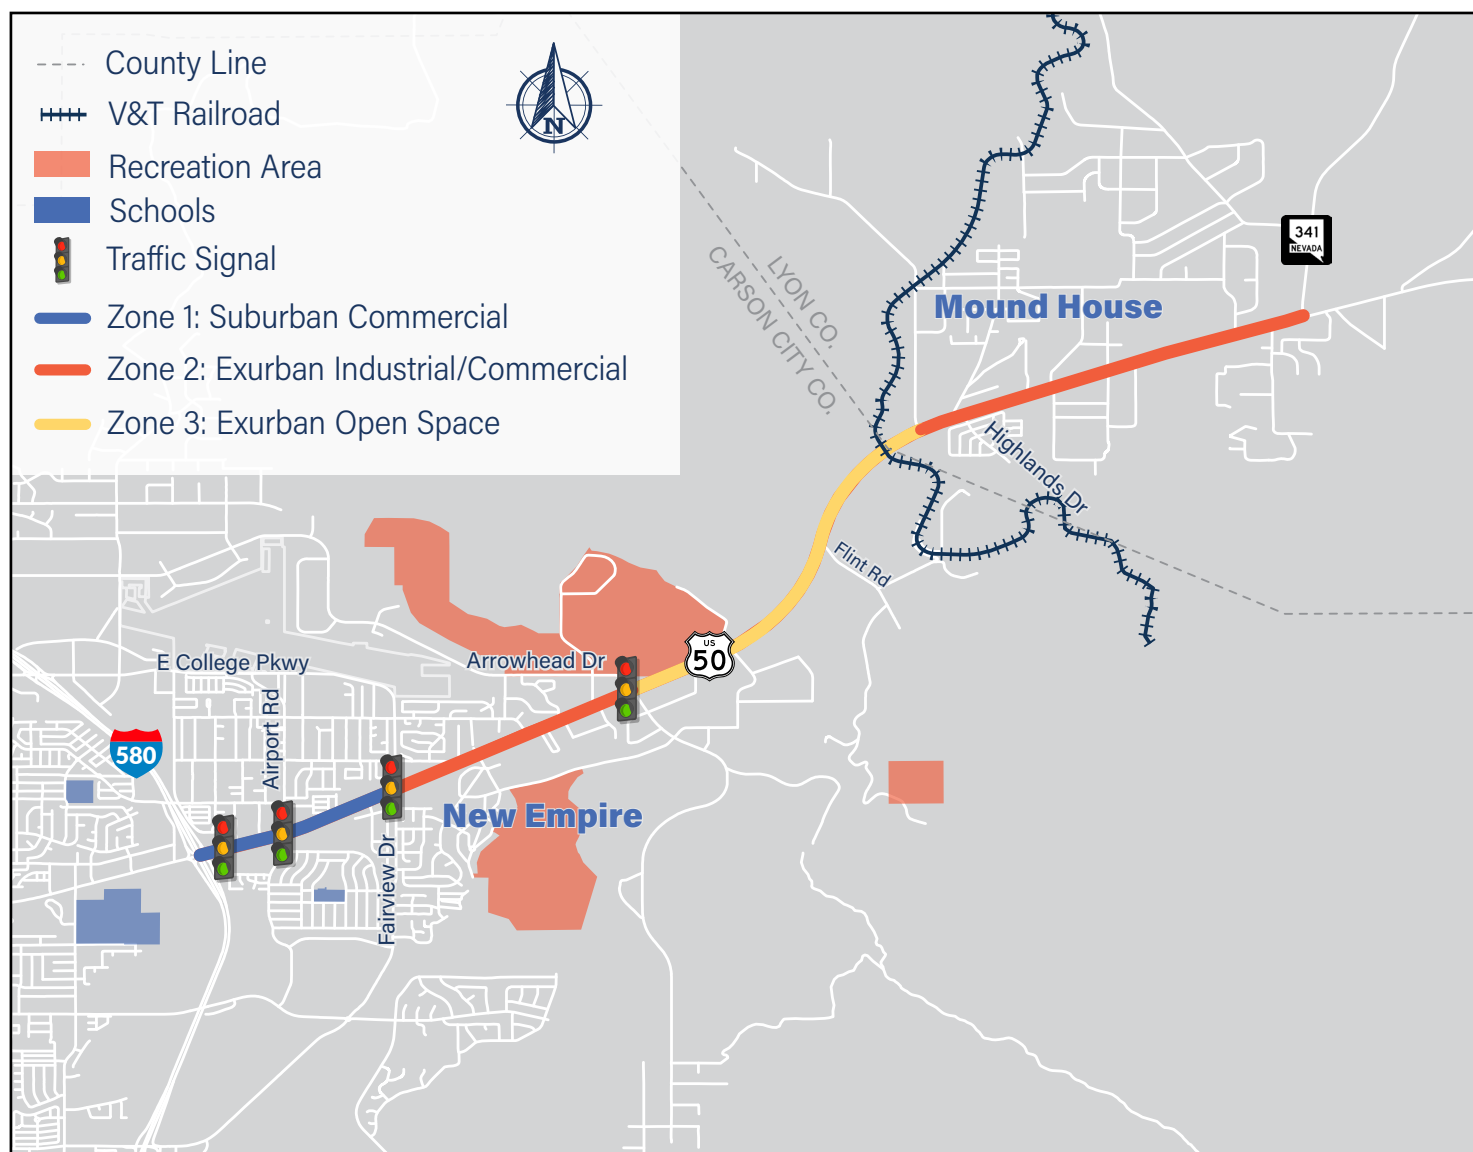 County Line
V&T Railroad
Recreation Area
Schools
Traffic Signal
Zone 1: Suburban Commercial
Zone 2: Exurban Industrial/Commercial
Zone 3: Exurban Open Space
N
LYON CO.
CARSON CITY CO.
341
NEVADA
Mound House
Highlands Dr
Flint Rd
US
50
Arrowhead Dr
E College Pkwy
Airport Rd
580
New Empire
Fairview Dr